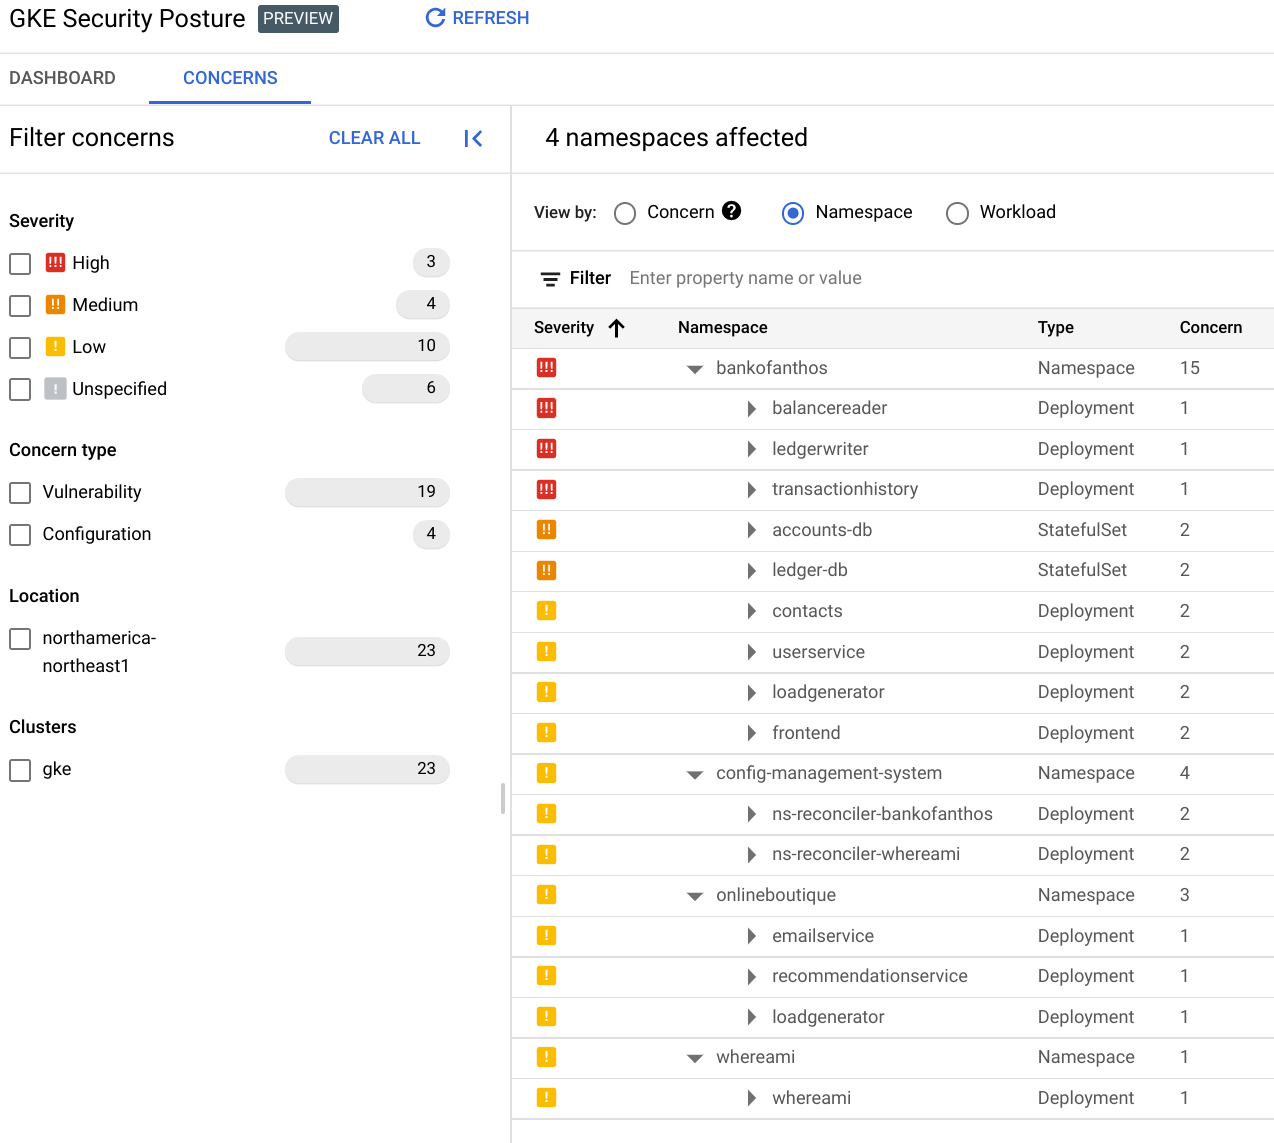 GKE Security Posture PREVIEW REFRESH
DASHBOARD CONCERNS
Filter concerns CLEAR ALL
Severity
High 3
Medium 4
Low 10
Unspecified 6
Concern type
Vulnerability 19
Configuration 4
Location
northamerica-
northeast1 23
Clusters
gke 23
4 namespaces affected
View by: Concern Namespace Workload
Filter Enter property name or value
Severity Namespace Type Concern
bankofanthos Namespace 15
balancereader Deployment 1
ledgerwriter Deployment 1
transactionhistory Deployment 1
accounts-db StatefulSet 2
ledger-db StatefulSet 2
contacts Deployment 2
userservice Deployment 2
loadgenerator Deployment 2
frontend Deployment 2
config-management-system Namespace 4
ns-reconciler-bankofanthos Deployment 2
ns-reconciler-whereami Deployment 2
onlineboutique Namespace 3
emailservice Deployment 1
recommendationservice Deployment 1
loadgenerator Deployment 1
whereami Namespace 1
whereami Deployment 1